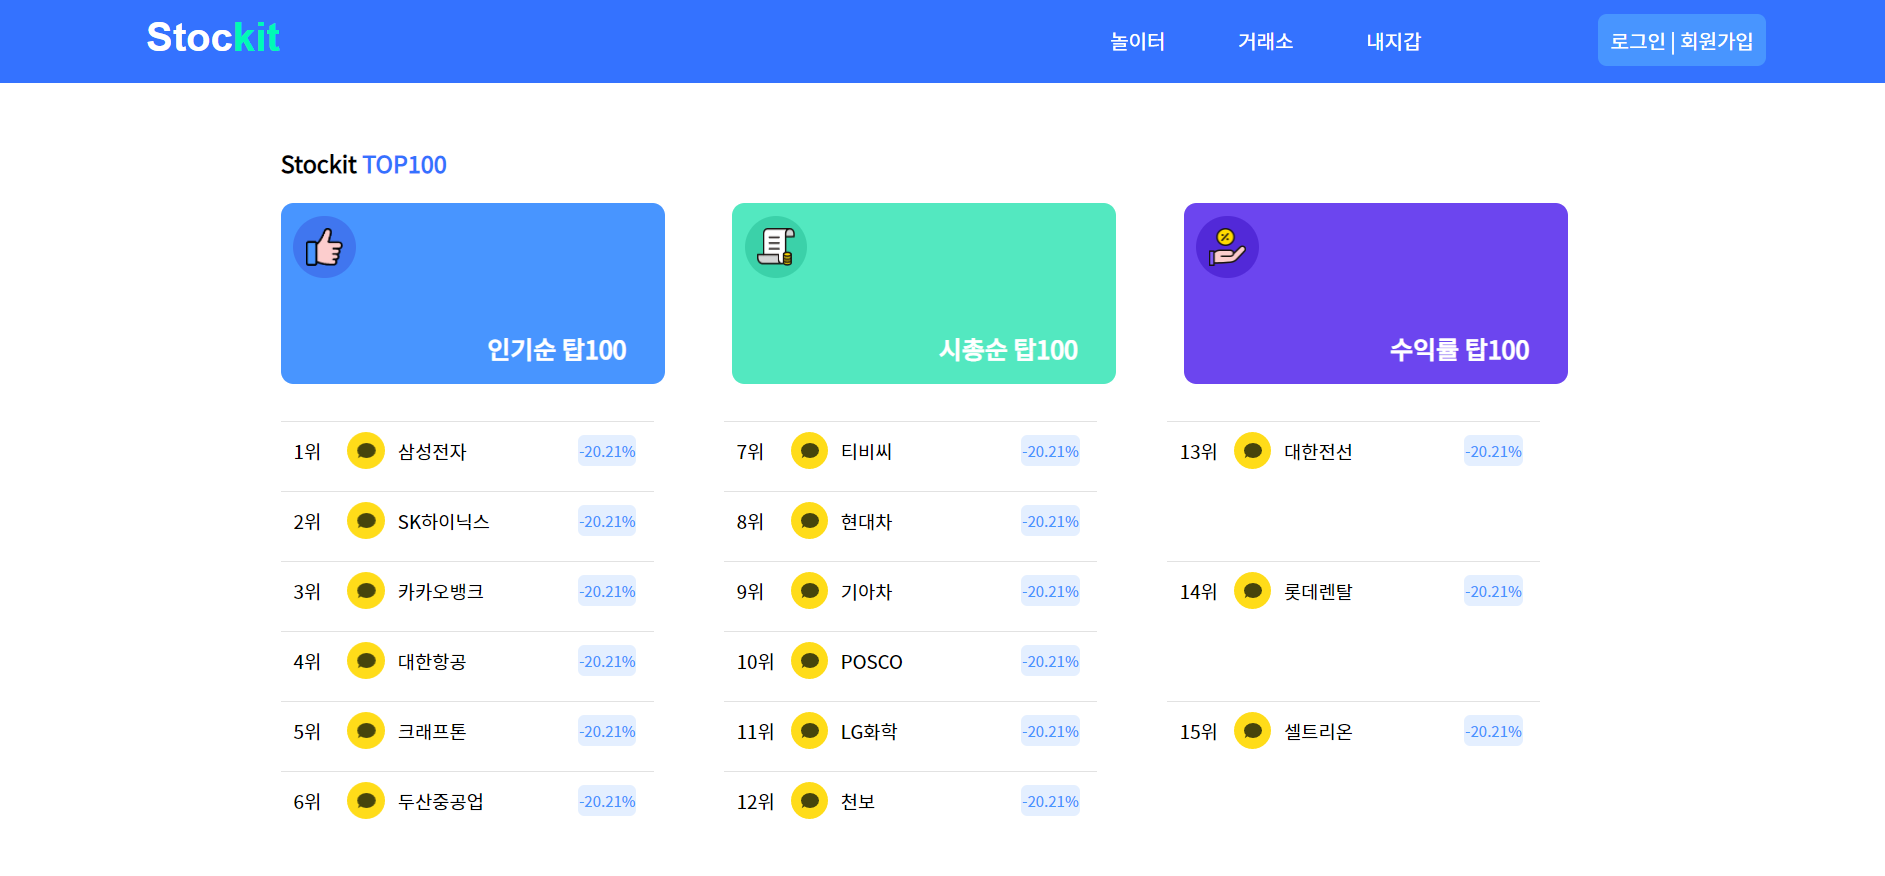 Stockit
놀이터
거래소
내지갑
로그인 | 회원가입
Stockit TOP100
인기순 탑100
시총순 탑100
수익률 탑100
1위 삼성전자 -20.21%
2위 SK하이닉스 -20.21%
3위 카카오뱅크 -20.21%
4위 대한항공 -20.21%
5위 크래프톤 -20.21%
6위 두산중공업 -20.21%
7위 티비씨 -20.21%
8위 현대차 -20.21%
9위 기아차 -20.21%
10위 POSCO -20.21%
11위 LG화학 -20.21%
12위 천보 -20.21%
13위 대한전선 -20.21%
14위 롯데렌탈 -20.21%
15위 셀트리온 -20.21%